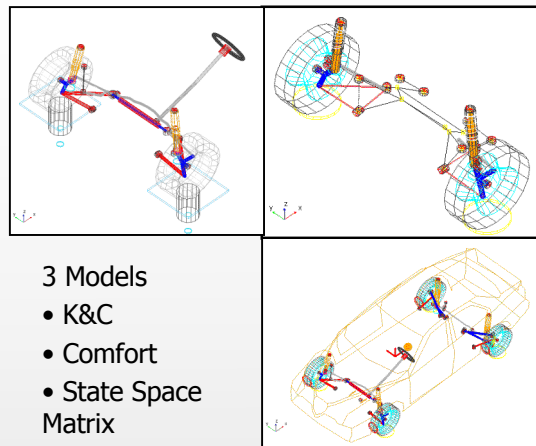 3 Models
• K&C
• Comfort
• State Space
Matrix